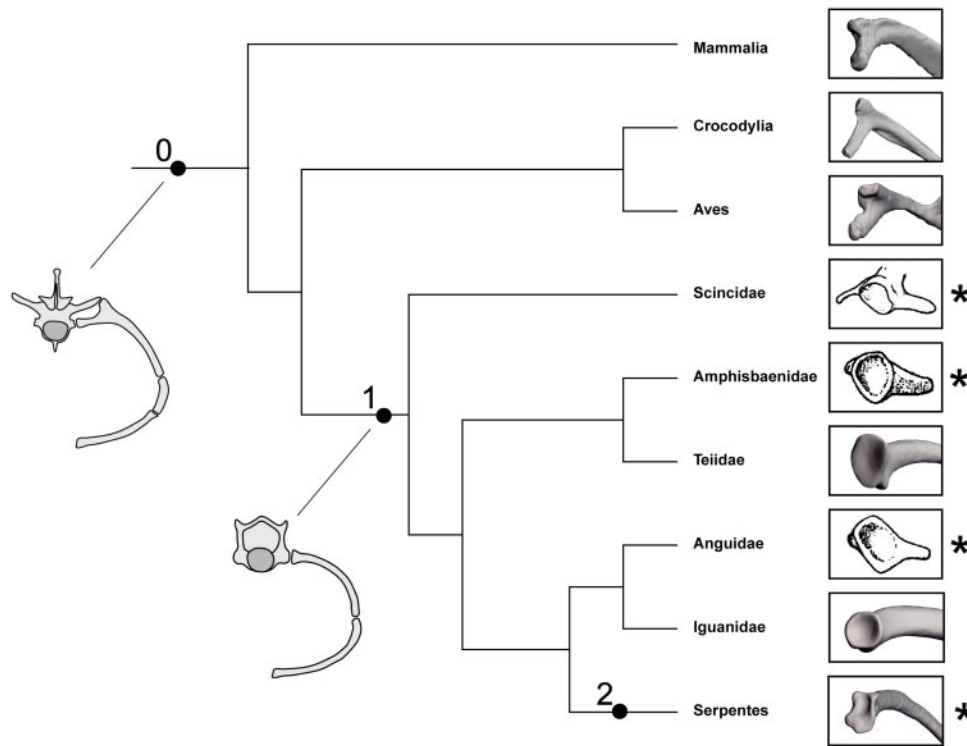 Mammalia
0
Crocodylia
Aves
Scincidae
*
Amphisbaenidae
*
1
Teiidae
Anguidae
*
Iguanidae
2
Serpentes
*